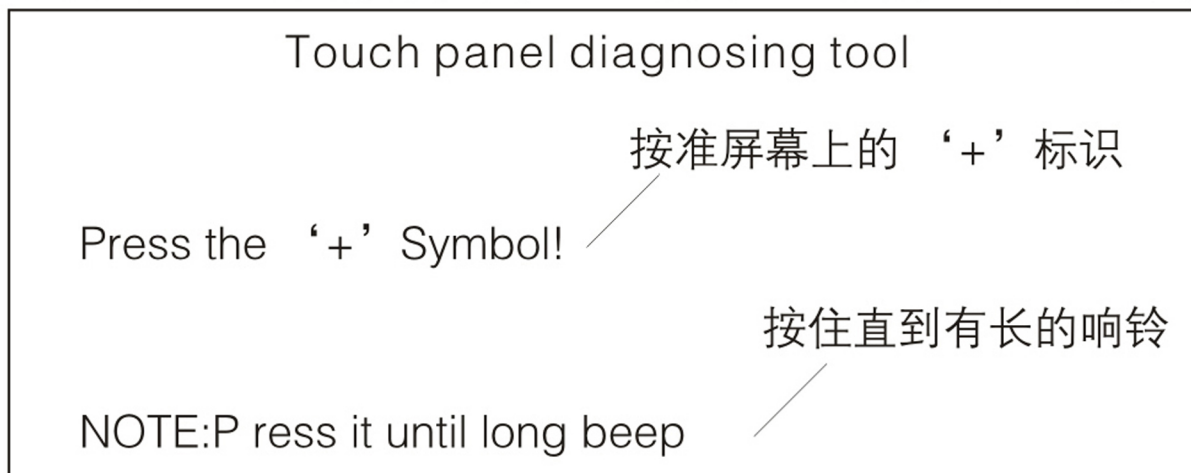 Touch panel diagnosing tool
按准屏幕上的 ‘+’ 标识
Press the ‘+’ Symbol!
按住直到有长的响铃
NOTE:P ress it until long beep